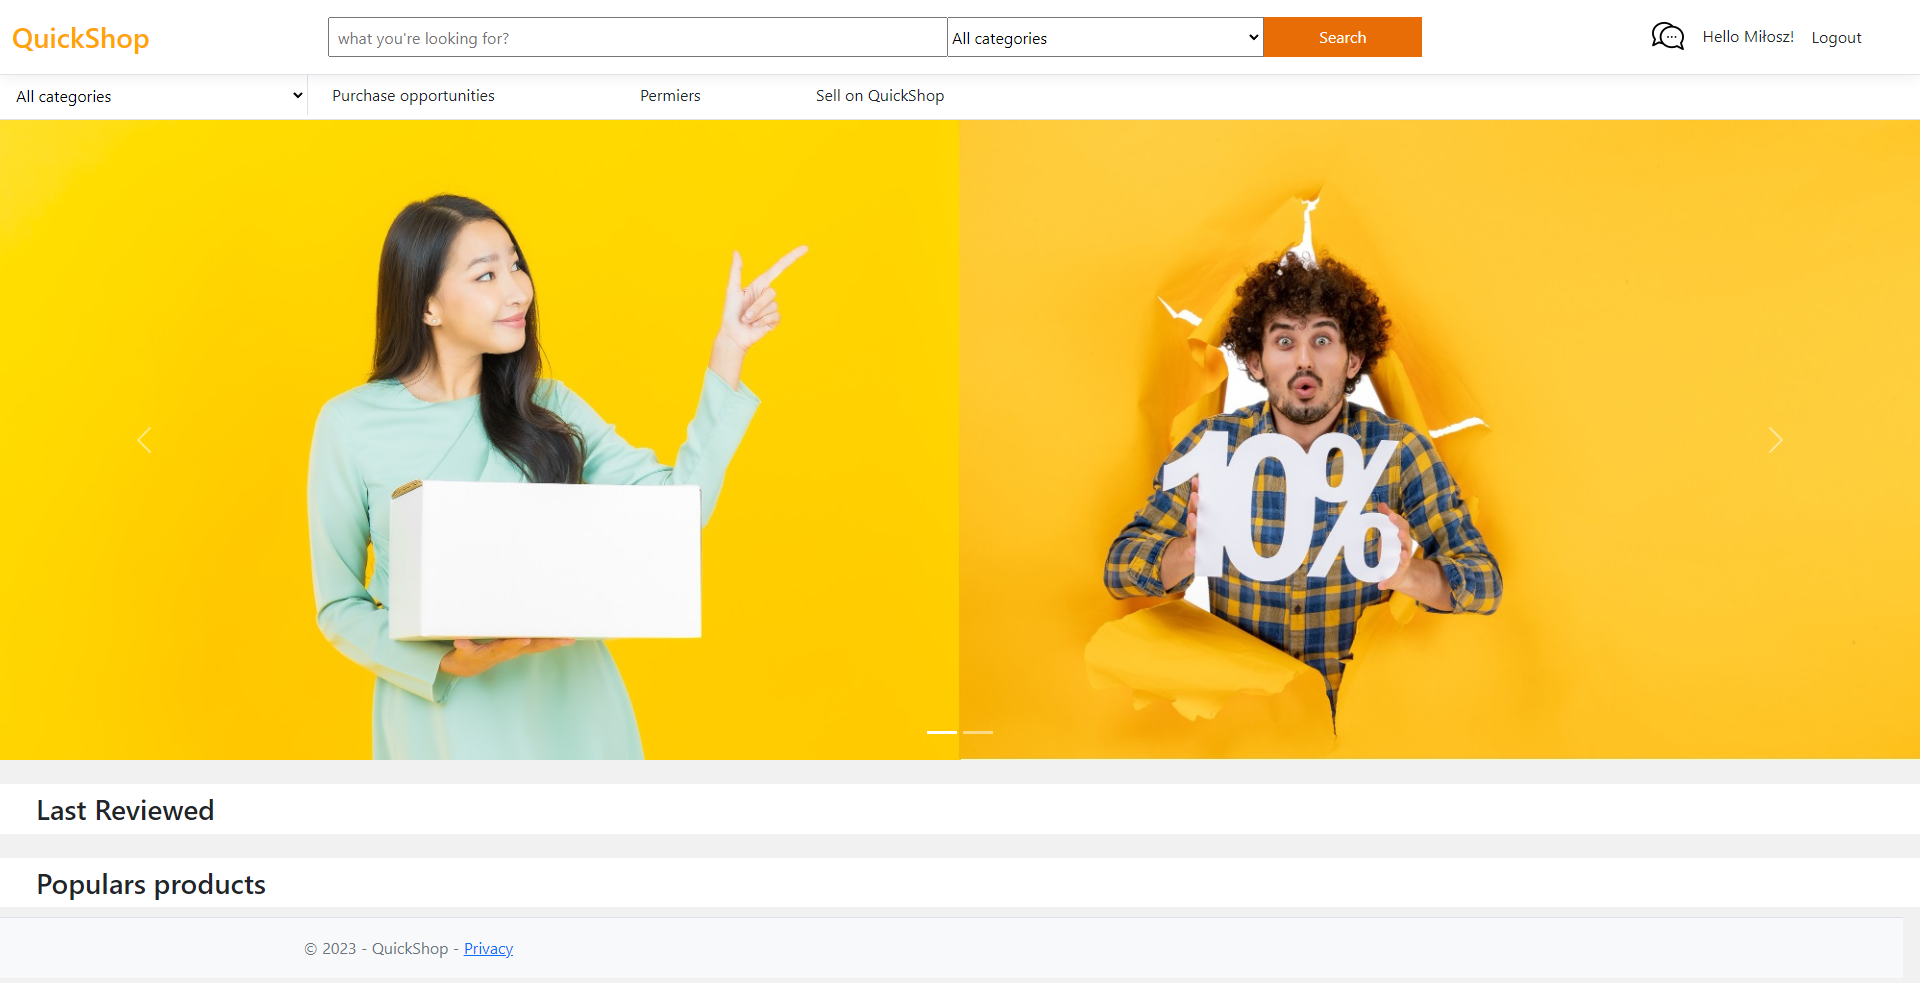 QuickShop
what you're looking for?
All categories
Search
Hello Miłosz!
Logout
All categories
Purchase opportunities
Permiers
Sell on QuickShop
10%
Last Reviewed
Populars products
© 2023 - QuickShop - Privacy